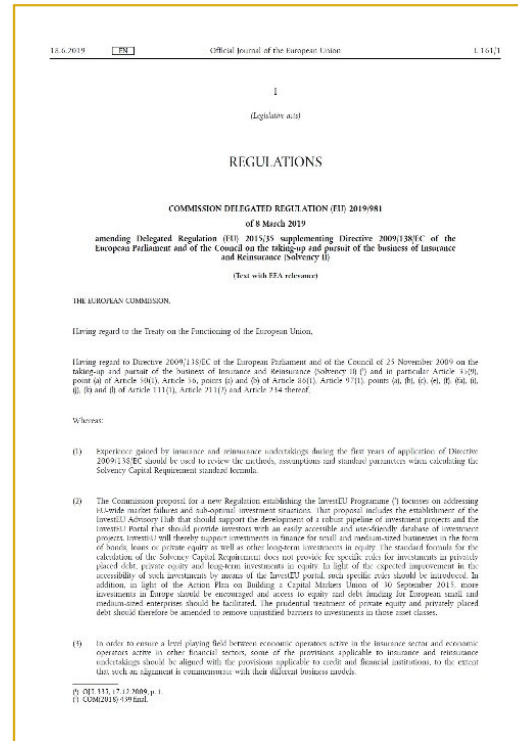 18.6.2019 EN Official Journal of the European Union L 161/1
I
(Legislative acts)
REGULATIONS
COMMISSION DELEGATED REGULATION (EU) 2019/981
of 8 March 2019
amending Delegated Regulation (EU) 2015/35 supplementing Directive 2009/138/EC of the
European Parliament and of the Council on the taking-up and pursuit of the business of Insurance
and Reinsurance (Solvency II)
(Text with EEA relevance)
THE EUROPEAN COMMISSION,
Having regard to the Treaty on the Functioning of the European Union,
Having regard to Directive 2009/138/EC of the European Parliament and of the Council of 25 November 2009 on the
taking-up and pursuit of the business of Insurance and Reinsurance (Solvency II) (¹) and in particular Article 35(9),
point (a) of Article 50(1), Article 56, points (a) and (b) of Article 86(1), Article 97(1), points (a), (b), (c), (e), (f), (fa), (i),
(j), (k) and (l) of Article 111(1), Article 211(2) and Article 234 thereof,
Whereas:
(1) Experience gained by insurance and reinsurance undertakings during the first years of application of Directive
2009/138/EC should be used to review the methods, assumptions and standard parameters when calculating the
Solvency Capital Requirement standard formula.
(2) The Commission proposal for a new Regulation establishing the InvestEU Programme (²) focusses on addressing
EU-wide market failures and sub-optimal investment situations. That proposal includes the establishment of the
InvestEU Advisory Hub that should support the development of a robust pipeline of investment projects and the
InvestEU Portal that should provide investors with an easily accessible and user-friendly database of investment
projects. InvestEU will thereby support investments in finance for small and medium-sized businesses in the form
of bonds, loans or private equity as well as other long-term investments in equity. The standard formula for the
calculation of the Solvency Capital Requirement does not provide for specific rules for investments in privately
placed debt, private equity and long-term investments in equity. In light of the expected improvement in the
accessibility of such investments by means of the InvestEU portal, such specific rules should be introduced. In
addition, in light of the Action Plan on Building a Capital Markets Union of 30 September 2015, more
investments in Europe should be encouraged and access to equity and debt funding for European small and
medium-sized enterprises should be facilitated. The prudential treatment of private equity and privately placed
debt should therefore be amended to remove unjustified barriers to investments in those asset classes.
(3) In order to ensure a level playing field between economic operators active in the insurance sector and economic
operators active in other financial sectors, some of the provisions applicable to insurance and reinsurance
undertakings should be aligned with the provisions applicable to credit and financial institutions, to the extent
that such an alignment is commensurate with their different business models.
(¹) OJ L 335, 17.12.2009, p. 1.
(²) COM(2018) 439 final.